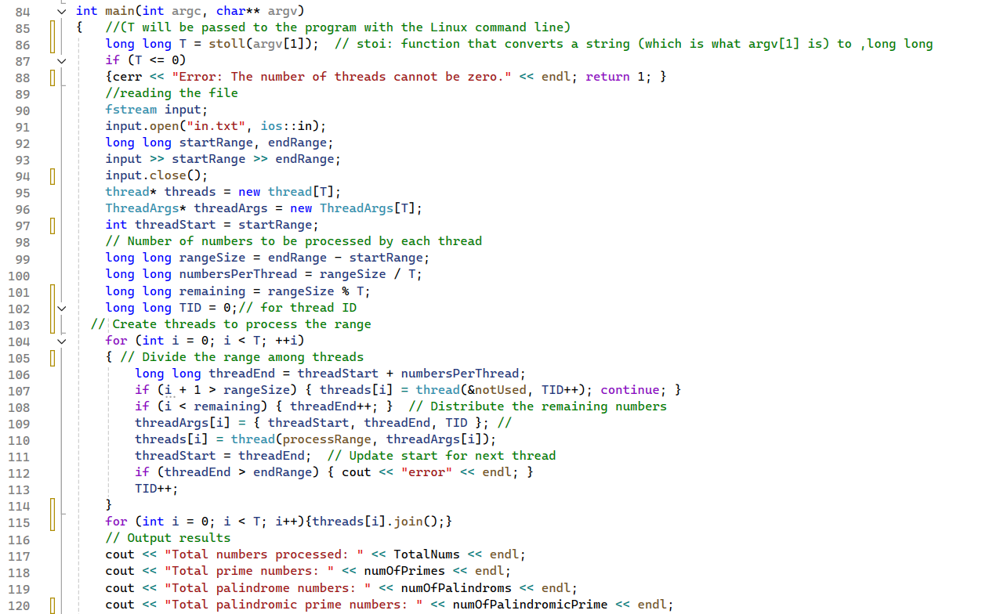 84 int main(int argc, char** argv)
85 { //(T will be passed to the program with the Linux command line)
86 long long T = stoll(argv[1]); // stoi: function that converts a string (which is what argv[1] is) to ,long long
87 if (T <= 0)
88 {cerr << "Error: The number of threads cannot be zero." << endl; return 1; }
89 //reading the file
90 fstream input;
91 input.open("in.txt", ios::in);
92 long long startRange, endRange;
93 input >> startRange >> endRange;
94 input.close();
95 thread* threads = new thread[T];
96 ThreadArgs* threadArgs = new ThreadArgs[T];
97 int threadStart = startRange;
98 // Number of numbers to be processed by each thread
99 long long rangeSize = endRange - startRange;
100 long long numbersPerThread = rangeSize / T;
101 long long remaining = rangeSize % T;
102 long long TID = 0;// for thread ID
103 // Create threads to process the range
104 for (int i = 0; i < T; ++i)
105 { // Divide the range among threads
106 long long threadEnd = threadStart + numbersPerThread;
107 if (i + 1 > rangeSize) { threads[i] = thread(&notUsed, TID++); continue; }
108 if (i < remaining) { threadEnd++; } // Distribute the remaining numbers
109 threadArgs[i] = { threadStart, threadEnd, TID }; //
110 threads[i] = thread(processRange, threadArgs[i]);
111 threadStart = threadEnd; // Update start for next thread
112 if (threadEnd > endRange) { cout << "error" << endl; }
113 TID++;
114 }
115 for (int i = 0; i < T; i++){threads[i].join();}
116 // Output results
117 cout << "Total numbers processed: " << TotalNums << endl;
118 cout << "Total prime numbers: " << numOfPrimes << endl;
119 cout << "Total palindrome numbers: " << numOfPalindroms << endl;
120 cout << "Total palindromic prime numbers: " << numOfPalindromicPrime << endl;